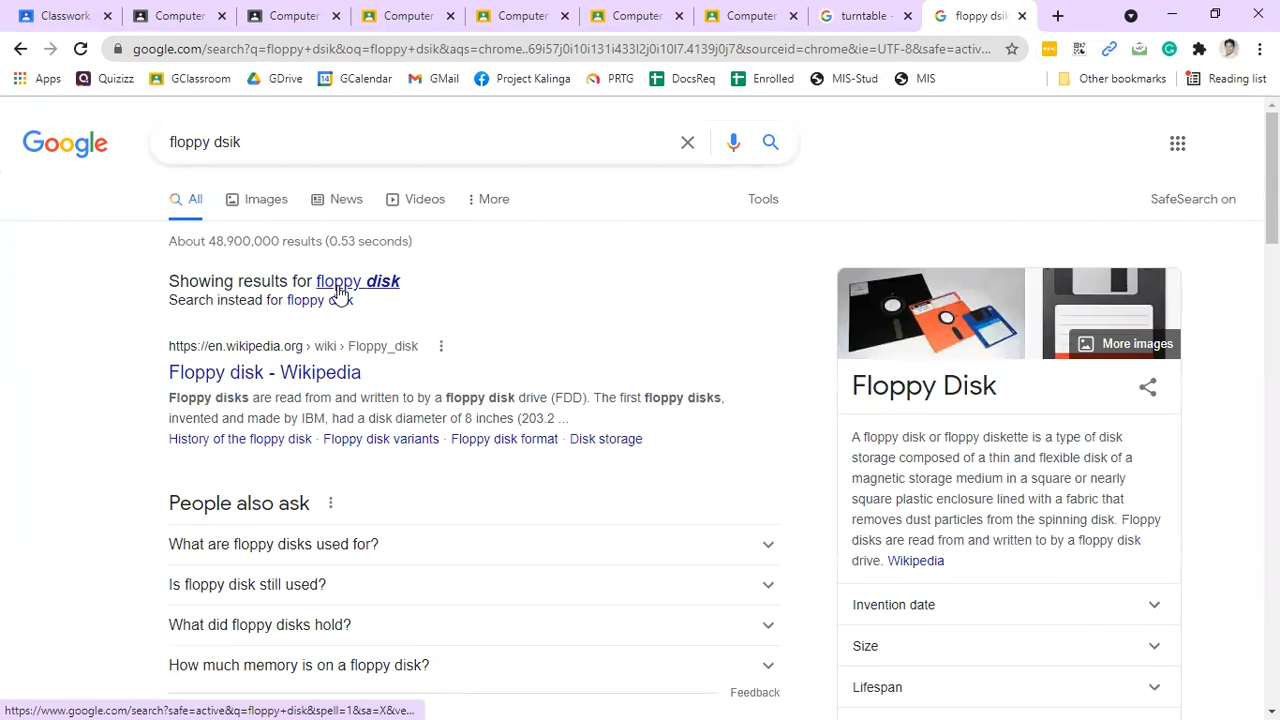 Classwork
Computer
Computer
Computer
Computer
Computer
Computer
Computer
turntable -
floppy dsik
google.com/search?q=floppy+dsik&oq=floppy+dsik&aqs=chrome..69i57j0i10i131i433l2j0i10l7.4139j0j7&sourceid=chrome&ie=UTF-8&safe=activ...
Apps
Quizizz
GClassroom
GDrive
GCalendar
GMail
Project Kalinga
PRTG
DocsReq
Enrolled
MIS-Stud
MIS
Other bookmarks
Reading list
Google
floppy dsik
All
Images
News
Videos
More
Tools
SafeSearch on
About 48,900,000 results (0.53 seconds)
Showing results for floppy disk
Search instead for floppy
https://en.wikipedia.org › wiki › Floppy_disk
Floppy disk - Wikipedia
Floppy disks are read from and written to by a floppy disk drive (FDD). The first floppy disks,
invented and made by IBM, had a disk diameter of 8 inches (203.2 ...
History of the floppy disk · Floppy disk variants · Floppy disk format · Disk storage
People also ask
What are floppy disks used for?
Is floppy disk still used?
What did floppy disks hold?
How much memory is on a floppy disk?
Feedback
More images
Floppy Disk
A floppy disk or floppy diskette is a type of disk
storage composed of a thin and flexible disk of a
magnetic storage medium in a square or nearly
square plastic enclosure lined with a fabric that
removes dust particles from the spinning disk. Floppy
disks are read from and written to by a floppy disk
drive. Wikipedia
Invention date
Size
Lifespan
https://www.google.com/search?safe=active&q=floppy+disk&spell=1&sa=X&ve...